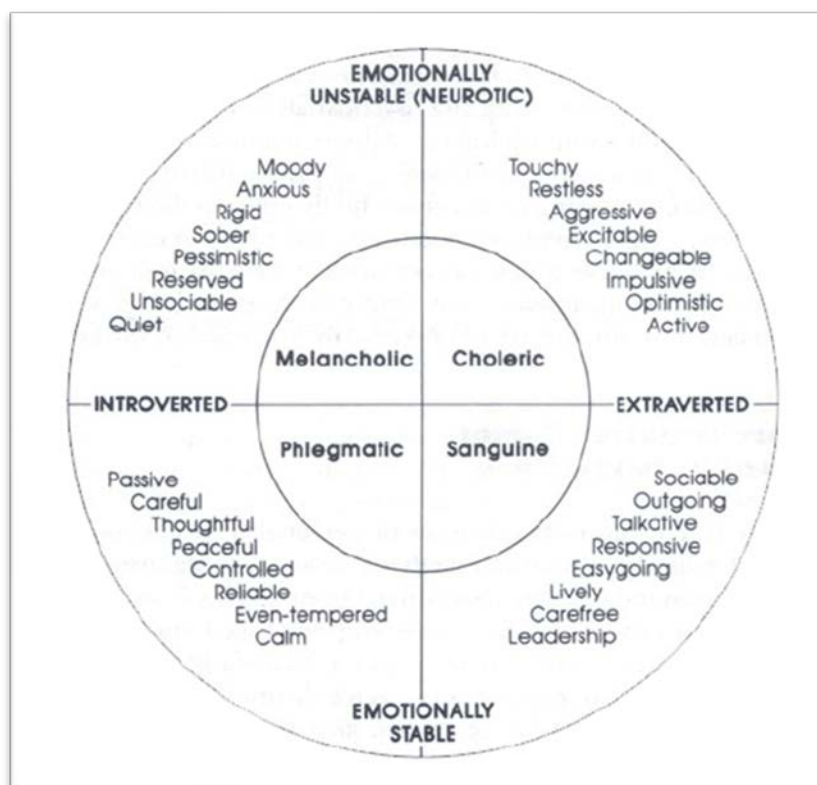 EMOTIONALLY
UNSTABLE (NEUROTIC)
Moody
Anxious
Rigid
Sober
Pessimistic
Reserved
Unsociable
Quiet
Touchy
Restless
Aggressive
Excitable
Changeable
Impulsive
Optimistic
Active
Melancholic
Choleric
INTROVERTED
EXTRAVERTED
Phlegmatic
Sanguine
Passive
Careful
Thoughtful
Peaceful
Controlled
Reliable
Even-tempered
Calm
Sociable
Outgoing
Talkative
Responsive
Easygoing
Lively
Carefree
Leadership
EMOTIONALLY
STABLE